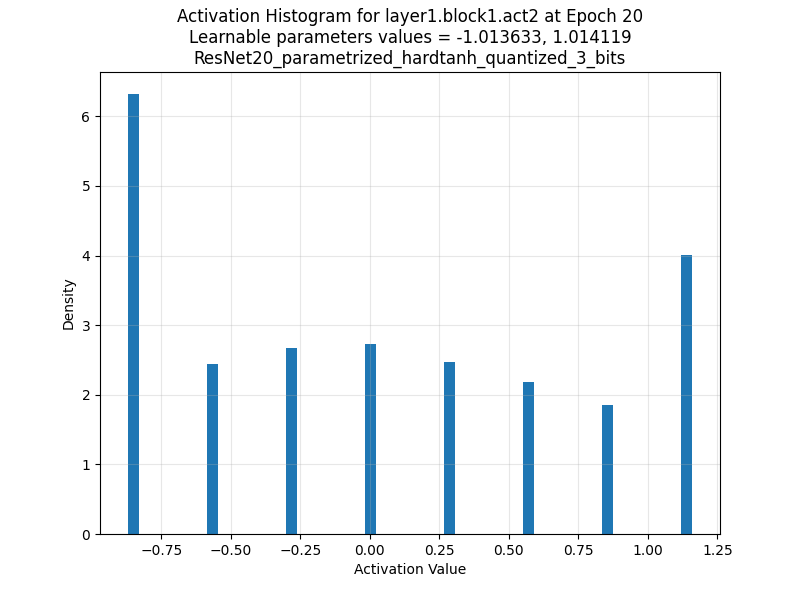 Activation Histogram for layer1.block1.act2 at Epoch 20
Learnable parameters values = -1.013633, 1.014119
ResNet20_parametrized_hardtanh_quantized_3_bits
Density
6
5
4
3
2
1
0
−0.75 −0.50 −0.25 0.00 0.25 0.50 0.75 1.00 1.25
Activation Value